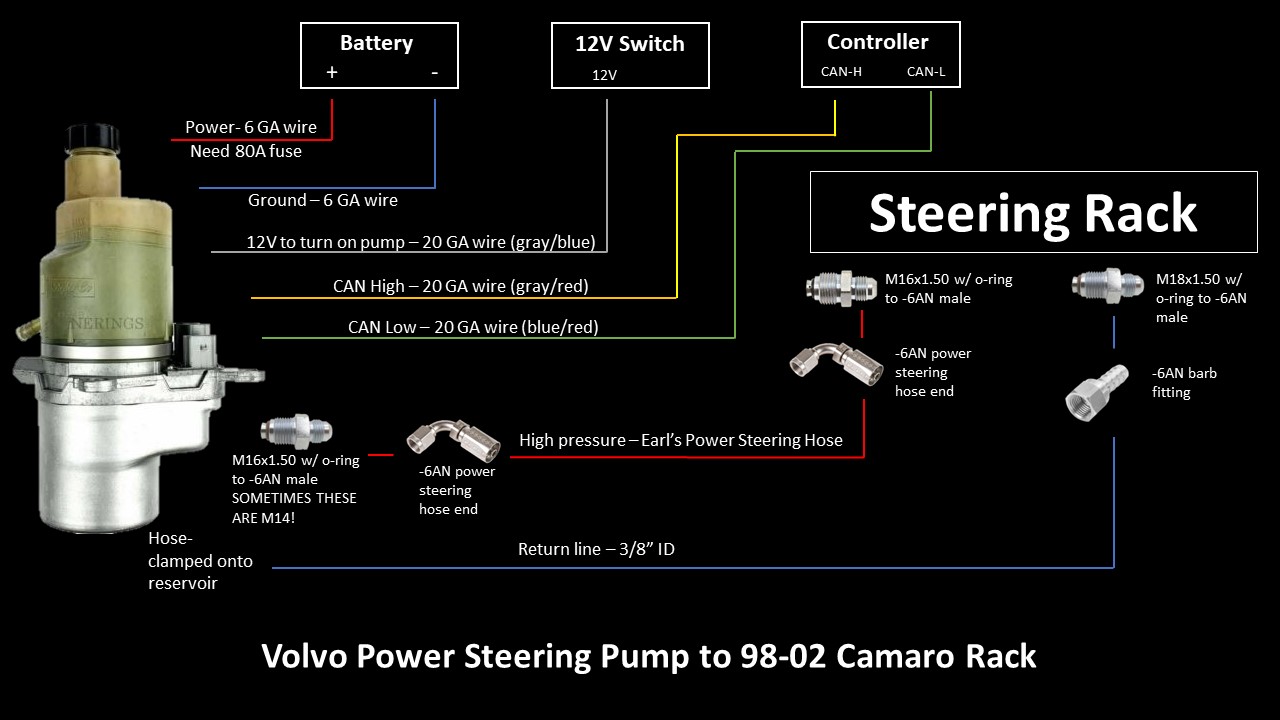 Battery
+ -
12V Switch
12V
Controller
CAN-H CAN-L
Power- 6 GA wire
Need 80A fuse
Ground – 6 GA wire
12V to turn on pump – 20 GA wire (gray/blue)
CAN High – 20 GA wire (gray/red)
CAN Low – 20 GA wire (blue/red)
Steering Rack
M16x1.50 w/ o-ring
to -6AN male
M18x1.50 w/
o-ring to -6AN
male
-6AN power
steering
hose end
-6AN barb
fitting
NERINGS
High pressure – Earl’s Power Steering Hose
M16x1.50 w/ o-ring
to -6AN male
SOMETIMES THESE
ARE M14!
-6AN power
steering
hose end
Hose-
clamped onto
reservoir
Return line – 3/8” ID
Volvo Power Steering Pump to 98-02 Camaro Rack